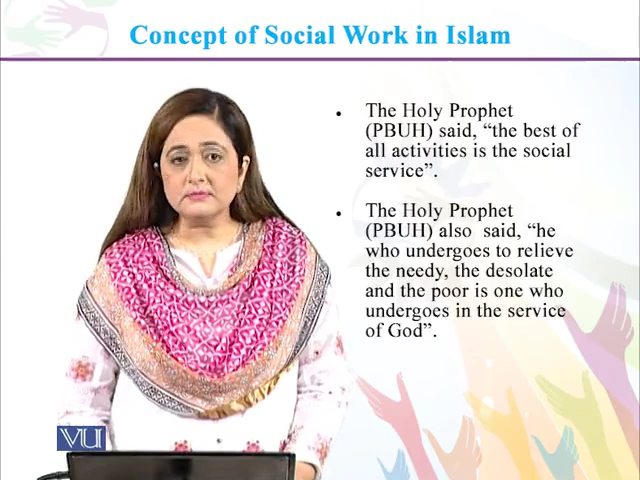 Concept of Social Work in Islam
• The Holy Prophet
(PBUH) said, “the best of
all activities is the social
service”.
• The Holy Prophet
(PBUH) also said, “he
who undergoes to relieve
the needy, the desolate
and the poor is one who
undergoes in the service
of God”.
VU